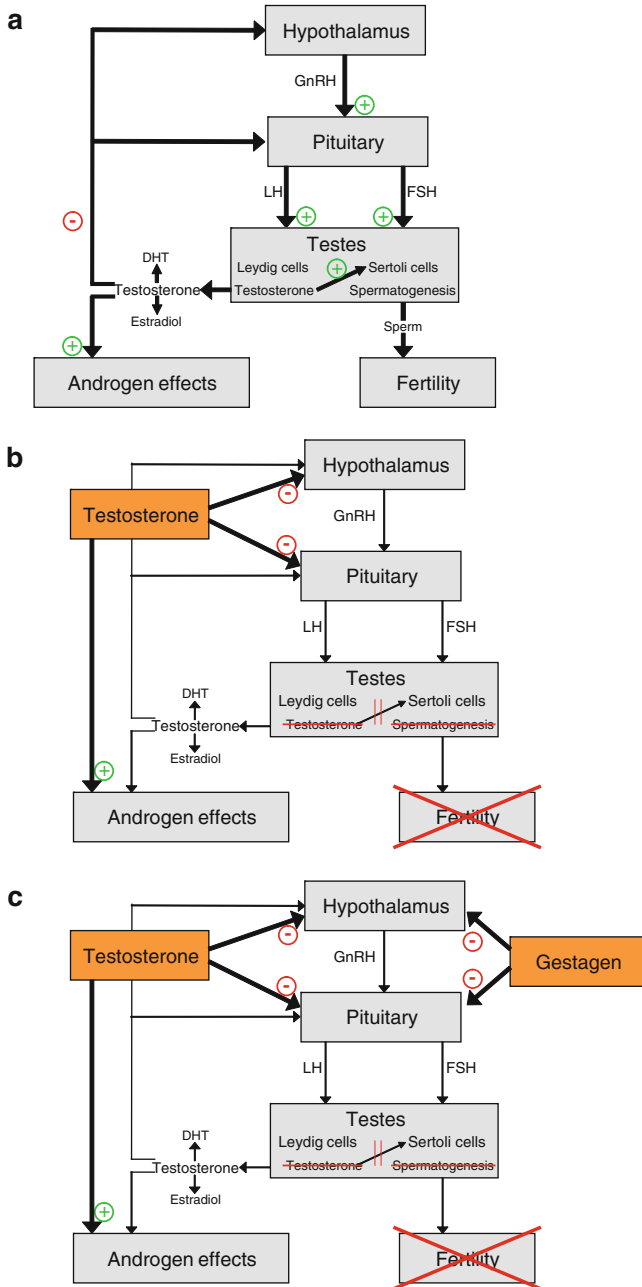 a
Hypothalamus
GnRH
+
Pituitary
LH
FSH
-
+
+
Testes
DHT
Leydig cells
+
Sertoli cells
Testosterone
Testosterone
Spermatogenesis
Estradiol
Sperm
+
Androgen effects
Fertility
b
Hypothalamus
-
Testosterone
GnRH
-
Pituitary
LH
FSH
Testes
DHT
Leydig cells
Sertoli cells
Testosterone
Testosterone
Spermatogenesis
Estradiol
+
Androgen effects
Fertility
c
Hypothalamus
-
-
Testosterone
GnRH
Gestagen
-
-
Pituitary
LH
FSH
Testes
DHT
Leydig cells
Sertoli cells
Testosterone
Testosterone
Spermatogenesis
Estradiol
+
Androgen effects
Fertility